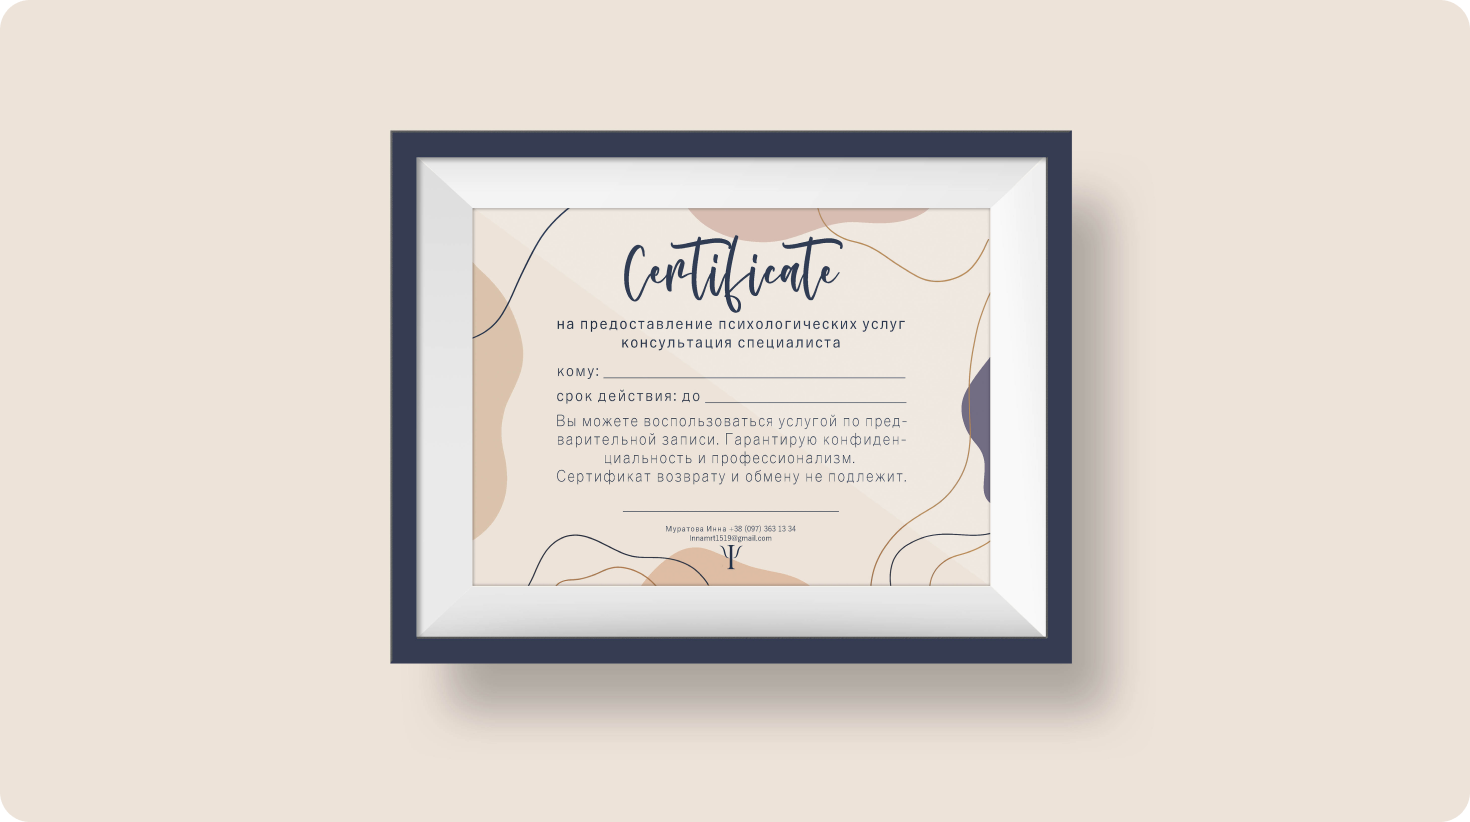 Certificate
на предоставление психологических услуг
консультация специалиста
кому:
срок действия: до
Вы можете воспользоваться услугой по пред-
варительной записи. Гарантирую конфиден-
циальность и профессионализм.
Сертификат возврату и обмену не подлежит.
Муратова Инна +38 (097) 363 13 34
Innamrt1519@gmail.com